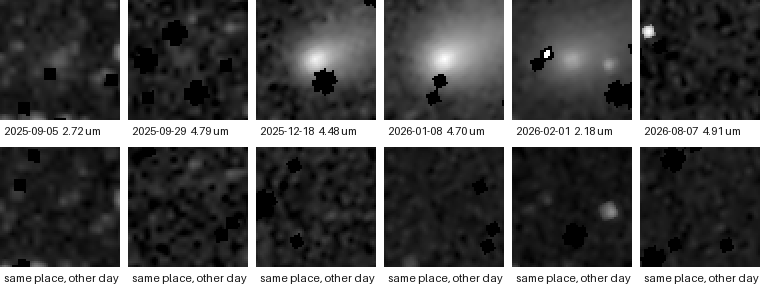 2025-09-05 2.72 um
2025-09-29 4.79 um
2025-12-18 4.48 um
2026-01-08 4.70 um
2026-02-01 2.18 um
2026-08-07 4.91 um
same place, other day
same place, other day
same place, other day
same place, other day
same place, other day
same place, other day